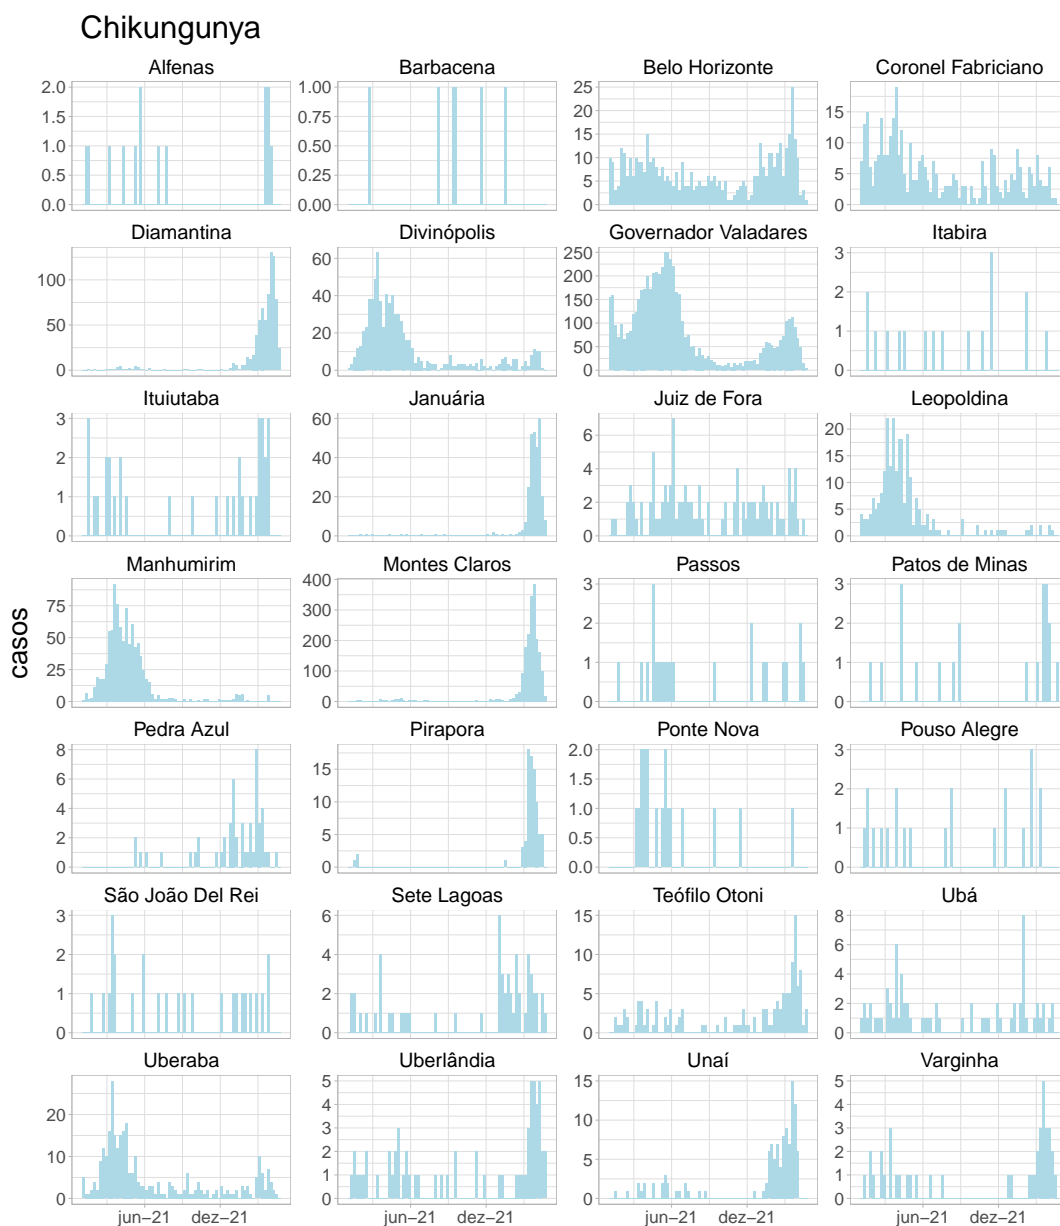 Chikungunya
Alfenas Barbacena Belo Horizonte Coronel Fabriciano
2.0 1.5 1.0 0.5 0.0 1.00 0.75 0.50 0.25 0.00 25 20 15 10 5 0 15 10 5 0
Diamantina Divinópolis Governador Valadares Itabira
100 50 0 60 40 20 0 250 200 150 100 50 0 3 2 1 0
Ituiutaba Januária Juiz de Fora Leopoldina
3 2 1 0 60 40 20 0 6 4 2 0 20 15 10 5 0
Manhumirim Montes Claros Passos Patos de Minas
75 50 25 0 400 300 200 100 0 3 2 1 0 3 2 1 0
casos
Pedra Azul Pirapora Ponte Nova Pouso Alegre
8 6 4 2 0 15 10 5 0 2.0 1.5 1.0 0.5 0.0 3 2 1 0
São João Del Rei Sete Lagoas Teófilo Otoni Ubá
3 2 1 0 6 4 2 0 15 10 5 0 8 6 4 2 0
Uberaba Uberlândia Unaí Varginha
20 10 0 5 4 3 2 1 0 15 10 5 0 5 4 3 2 1 0
jun–21 dez–21 jun–21 dez–21 jun–21 dez–21 jun–21 dez–21